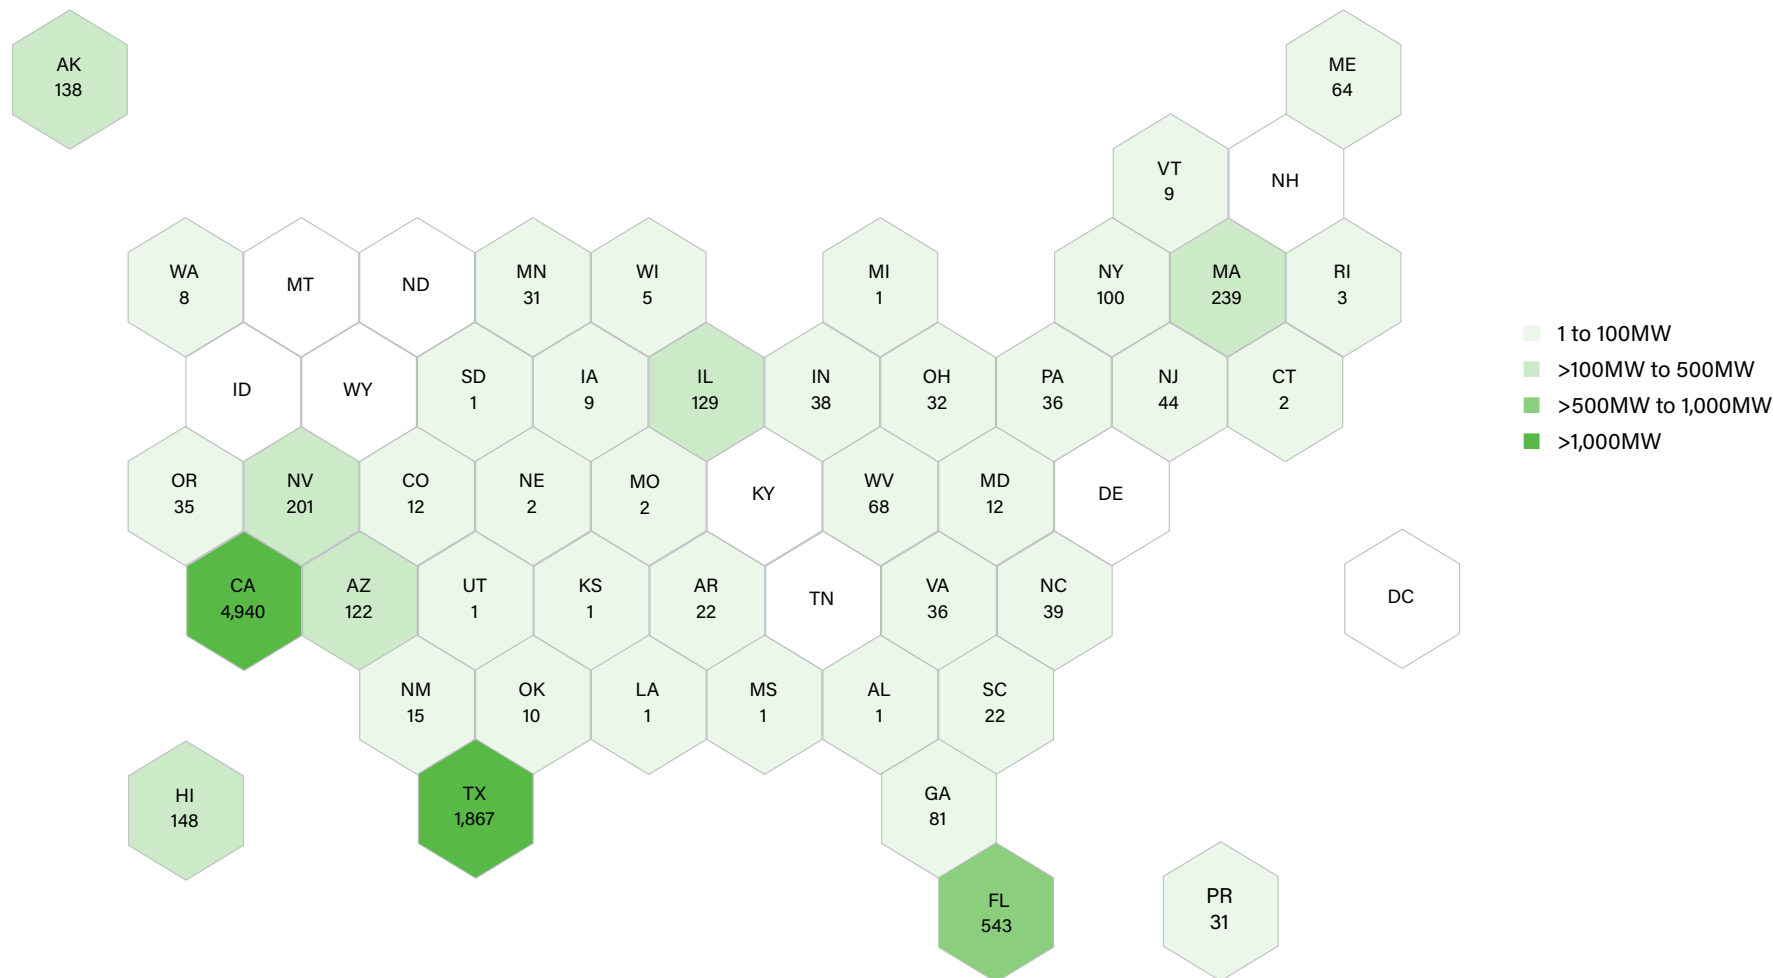 AK
138
ME
64
VT
9
NH
WA
8
MT
ND
MN
31
WI
5
MI
1
NY
100
MA
239
RI
3
1 to 100MW
>100MW to 500MW
>500MW to 1,000MW
>1,000MW
ID
WY
SD
1
IA
9
IL
129
IN
38
OH
32
PA
36
NJ
44
CT
2
OR
35
NV
201
CO
12
NE
2
MO
2
KY
WV
68
MD
12
DE
CA
4,940
AZ
122
UT
1
KS
1
AR
22
TN
VA
36
NC
39
DC
NM
15
OK
10
LA
1
MS
1
AL
1
SC
22
HI
148
TX
1,867
GA
81
FL
543
PR
31